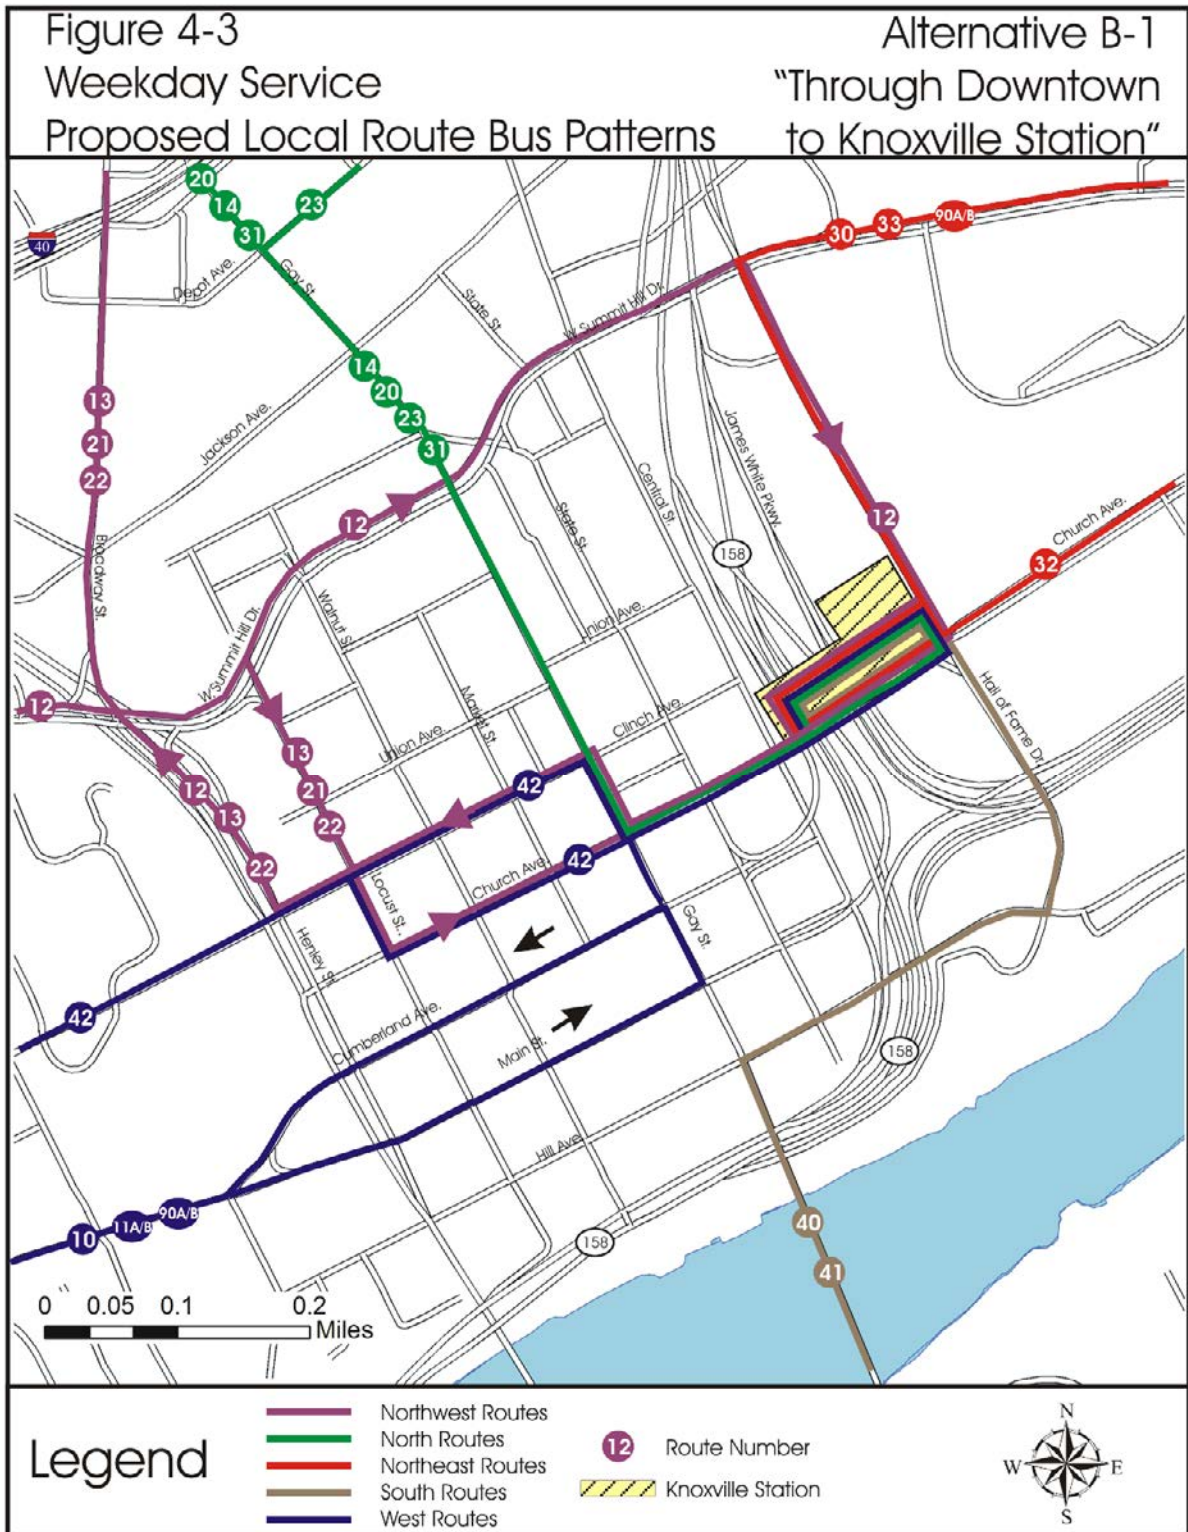 Figure 4-3
Weekday Service
Proposed Local Route Bus Patterns
Alternative B-1
"Through Downtown
to Knoxville Station"
20
14
31
23
30
33
90A/B
40
Depot Ave.
Gay St.
State St.
W. Summit Hill Dr.
14
20
23
31
13
21
22
Jackson Ave.
James White Pkwy.
Central St.
State St.
12
12
Church Ave.
32
158
Broadway St.
Walnut St.
Union Ave.
W.Summit Hill Dr.
12
Market St.
Clinch Ave.
Union Ave.
Hall of Fame Dr.
13
21
22
12
13
22
42
42
Church Ave.
Locust St.
Henley St.
Gay St.
42
Cumberland Ave.
Main St.
158
Hill Ave.
10
11A/B
90A/B
158
40
41
0 0.05 0.1 0.2
Miles
Legend
Northwest Routes
North Routes
Northeast Routes
South Routes
West Routes
12 Route Number
Knoxville Station
N
W E
S